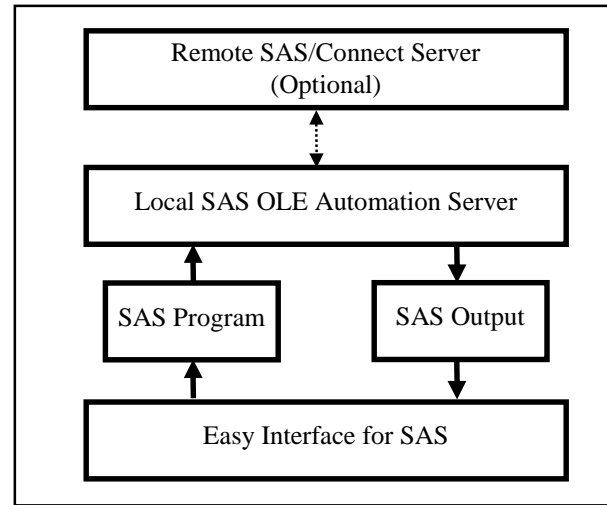 Remote SAS/Connect Server
(Optional)
Local SAS OLE Automation Server
SAS Program
SAS Output
Easy Interface for SAS